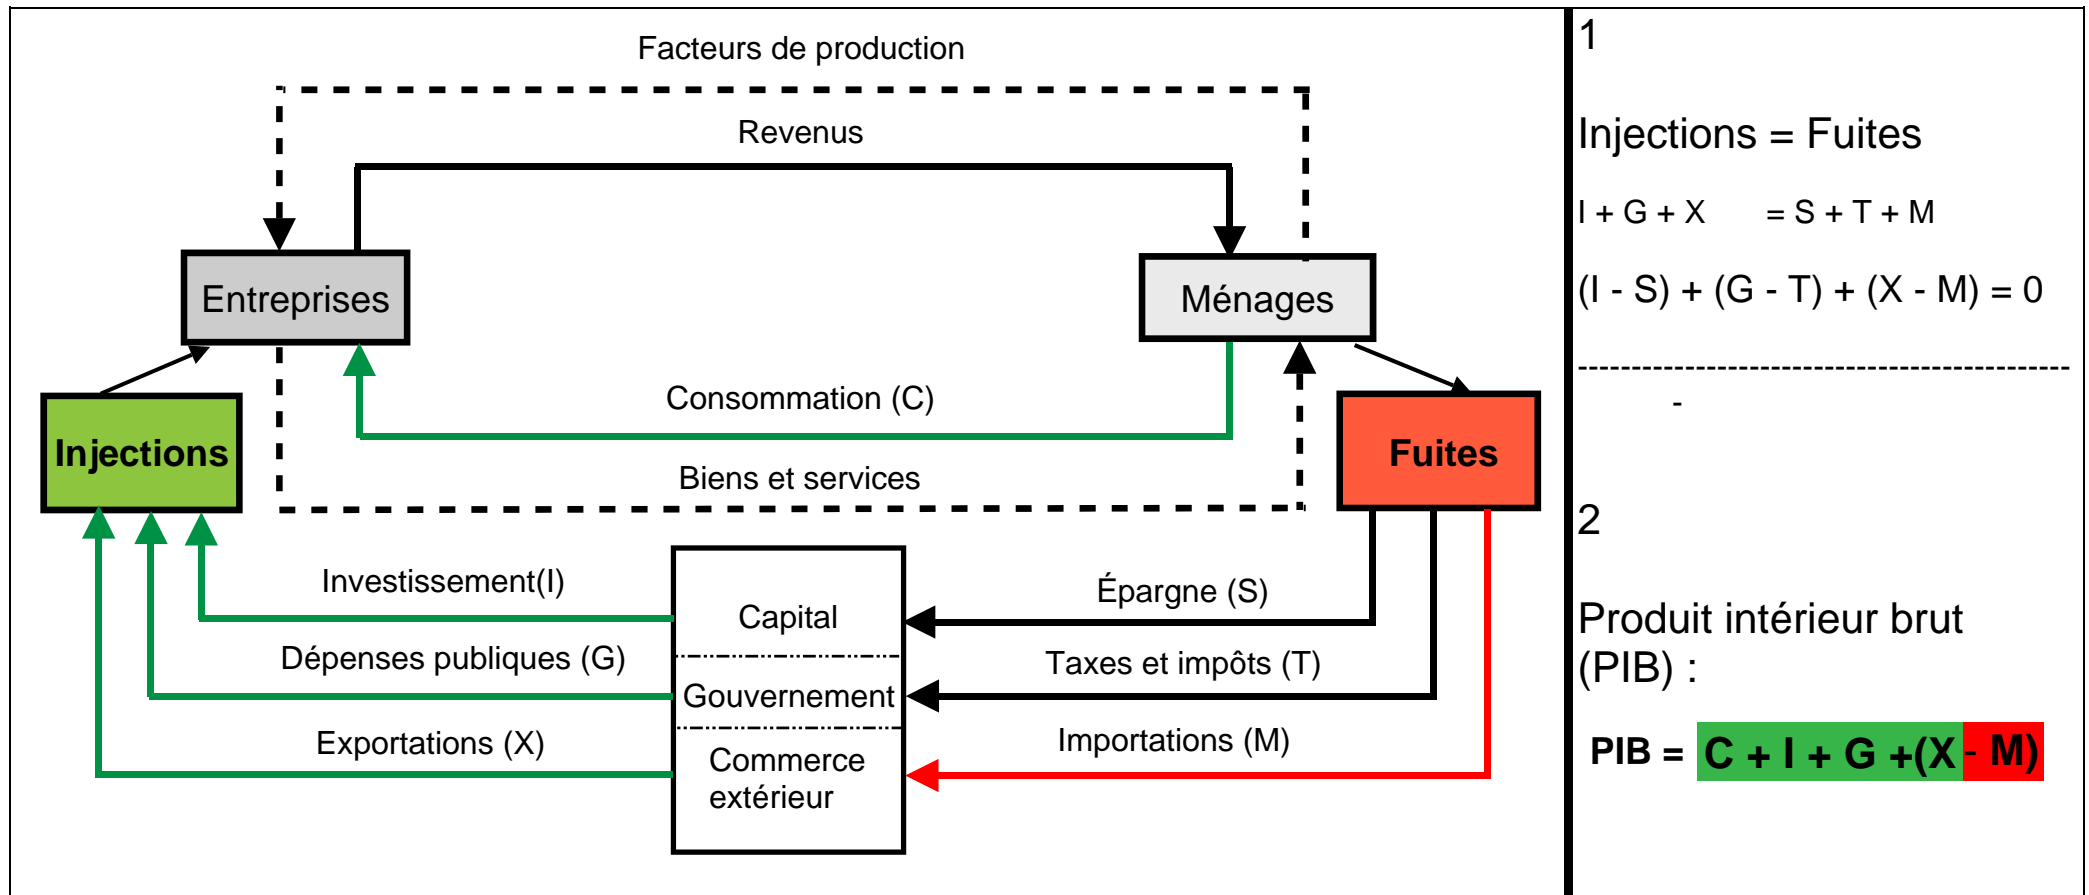 Facteurs de production
Revenus
Entreprises
Ménages
Consommation (C)
Injections
Fuites
Biens et services
Investissement(I)
Dépenses publiques (G)
Exportations (X)
Capital
Gouvernement
Commerce
extérieur
Épargne (S)
Taxes et impôts (T)
Importations (M)
1
Injections = Fuites
I + G + X = S + T + M
(I - S) + (G - T) + (X - M) = 0
-------------------------------------------------
-
2
Produit intérieur brut
(PIB) :
PIB = C + I + G +(X - M)